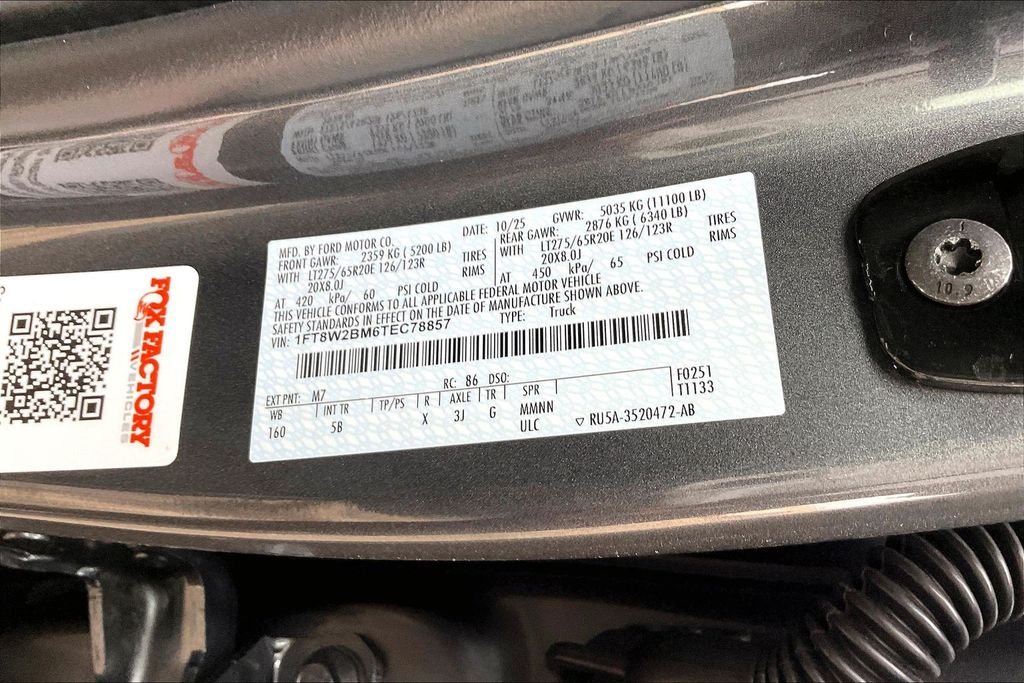 MFD. BY FORD MOTOR CO.
DATE: 10/25
GVWR: 5035 KG (11100 LB)
FRONT GAWR: 2359 KG ( 5200 LB)
WITH LT275/65R20E 126/123R TIRES
20X8.0J RIMS
AT 420 kPa/ 60 PSI COLD
REAR GAWR: 2876 KG ( 6340 LB)
WITH LT275/65R20E 126/123R TIRES
20X8.0J RIMS
AT 450 kPa/ 65 PSI COLD
THIS VEHICLE CONFORMS TO ALL APPLICABLE FEDERAL MOTOR VEHICLE
SAFETY STANDARDS IN EFFECT ON THE DATE OF MANUFACTURE SHOWN ABOVE.
VIN: 1FT8W2BM6TEC78857 TYPE: Truck
EXT PNT: M7 RC: 86 DSO:
WB INT TR TP/PS R AXLE TR SPR
160 5B X 3J G MMNN
ULC
F0251
T1133
RU5A-3520472-AB
FOX FACTORY
VEHICLES
10.9